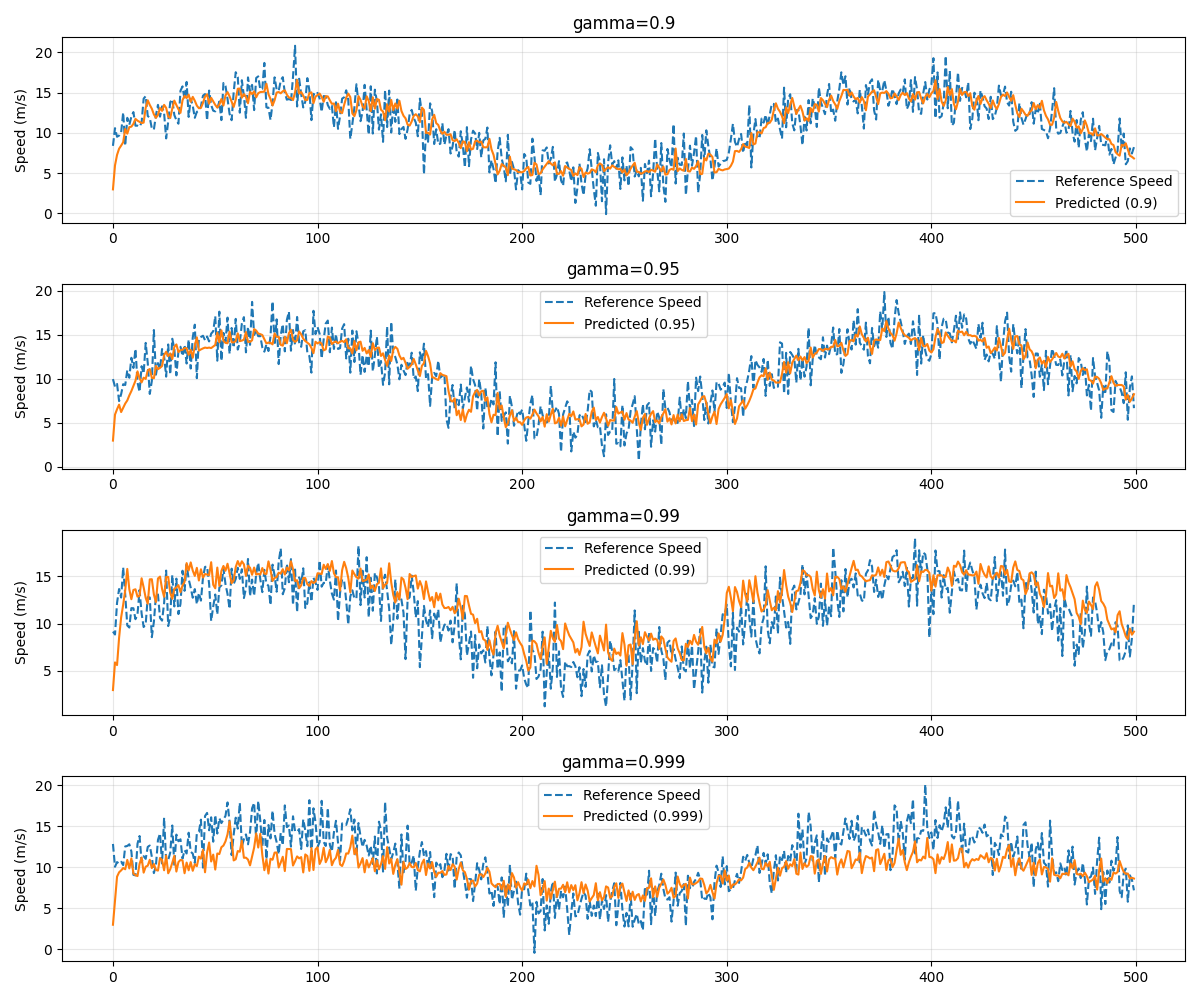 gamma=0.9
Speed (m/s)
20
15
10
5
0
Reference Speed
Predicted (0.9)
0 100 200 300 400 500
gamma=0.95
Speed (m/s)
20
15
10
5
0
Reference Speed
Predicted (0.95)
0 100 200 300 400 500
gamma=0.99
Speed (m/s)
15
10
5
Reference Speed
Predicted (0.99)
0 100 200 300 400 500
gamma=0.999
Speed (m/s)
20
15
10
5
0
Reference Speed
Predicted (0.999)
0 100 200 300 400 500